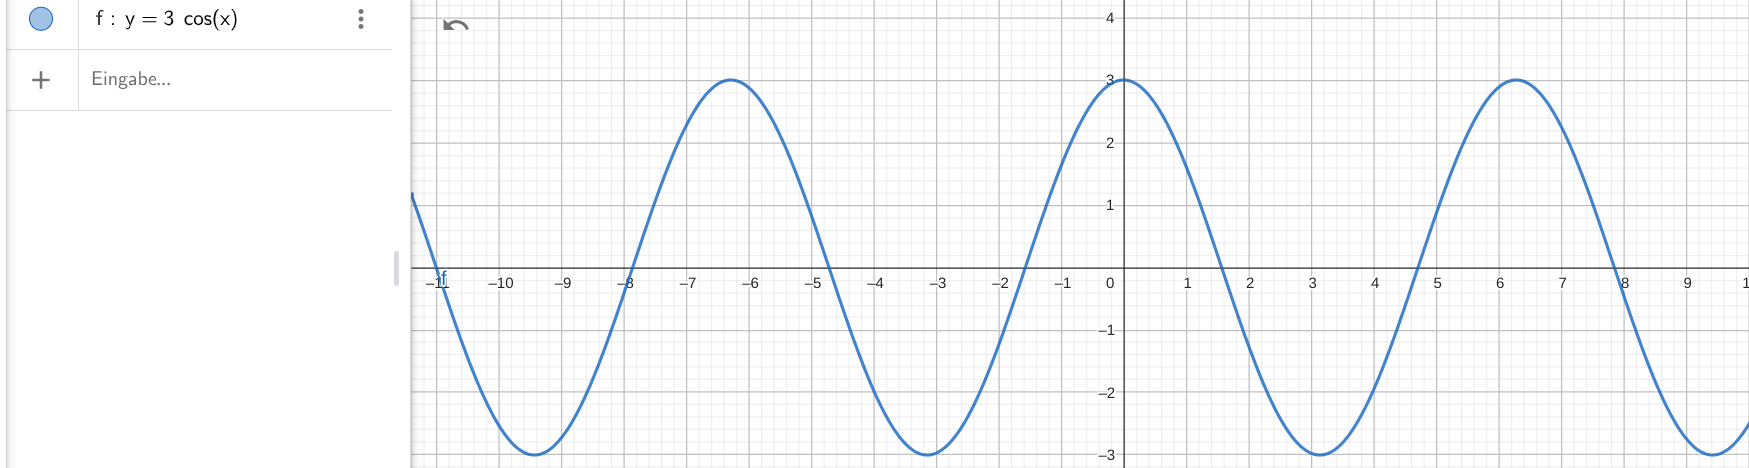 f : y = 3 cos(x)
Eingabe...
4
3
2
1
–11 –10 –9 –8 –7 –6 –5 –4 –3 –2 –1 0 1 2 3 4 5 6 7 8 9 1
f
–1
–2
–3